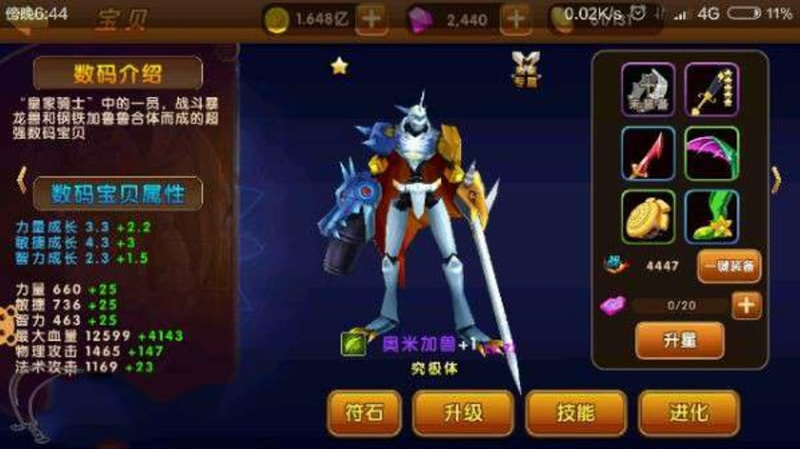 傍晚6:44
宝贝
1.648亿
2,440
0.02K/s
4G
11%
数码介绍
“皇家骑士”中的一员，战斗暴
龙兽和钢铁加鲁鲁合体而成的超
强数码宝贝
数码宝贝属性
力量成长 3.3 +2.2
敏捷成长 4.3 +3
智力成长 2.3 +1.5
力量 660 +25
敏捷 736 +25
智力 463 +25
最大血量 12599 +4143
物理攻击 1465 +147
法术攻击 1169 +23
专属
未装备
4447
一键装备
0/20
升星
奥米加兽+1
究极体
符石
升级
技能
进化